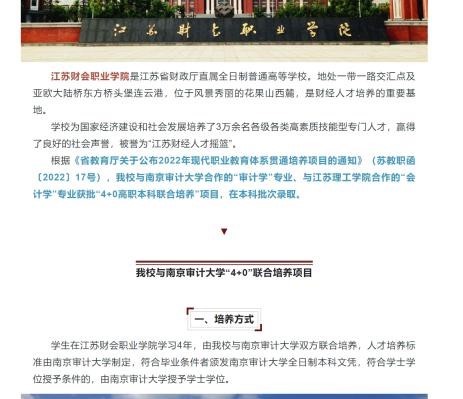 江苏财会职业学院
江苏财会职业学院是江苏省财政厅直属全日制普通高等学校。地处一带一路交汇点及
亚欧大陆桥东方桥头堡连云港，位于风景秀丽的花果山西麓，是财经人才培养的重要基
地。
学校为国家经济建设和社会发展培养了3万余名各级各类高素质技能型专门人才，赢得
了良好的社会声誉，被誉为“江苏财经人才摇篮”。
根据《省教育厅关于公布2022年现代职业教育体系贯通培养项目的通知》（苏教职函
〔2022〕17号），我校与南京审计大学合作的“审计学”专业、与江苏理工学院合作的“会
计学”专业获批“4+0高职本科联合培养”项目，在本科批次录取。
▼
我校与南京审计大学“4+0”联合培养项目
一、培养方式
学生在江苏财会职业学院学习4年，由我校与南京审计大学双方联合培养，人才培养标
准由南京审计大学制定，符合毕业条件者颁发南京审计大学全日制本科文凭，符合学士学
位授予条件的，由南京审计大学授予学士学位。